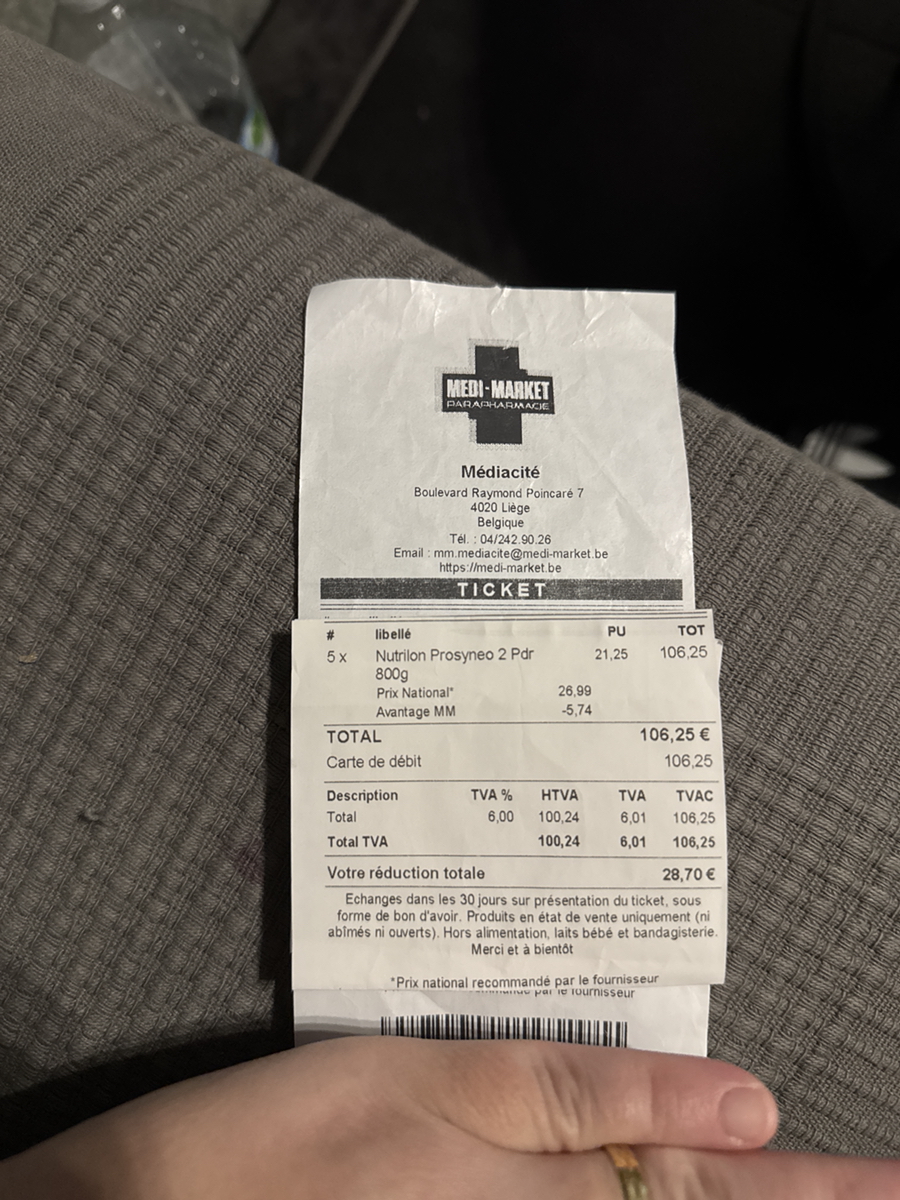 MEDI-MARKET
PARAPHARMACIE
Médiacité
Boulevard Raymond Poincaré 7
4020 Liège
Belgique
Tél. : 04/242.90.26
Email : mm.mediacite@medi-market.be
https://medi-market.be
TICKET
# libellé PU TOT
5 x Nutrilon Prosyneo 2 Pdr 21,25 106,25
800g
Prix National* 26,99
Avantage MM -5,74
TOTAL 106,25 €
Carte de débit 106,25
Description TVA % HTVA TVA TVAC
Total 6,00 100,24 6,01 106,25
Total TVA 100,24 6,01 106,25
Votre réduction totale 28,70 €
Echanges dans les 30 jours sur présentation du ticket, sous
forme de bon d'avoir. Produits en état de vente uniquement (ni
abîmés ni ouverts). Hors alimentation, laits bébé et bandagisterie.
Merci et à bientôt
*Prix national recommandé par le fournisseur
par le fournisseur